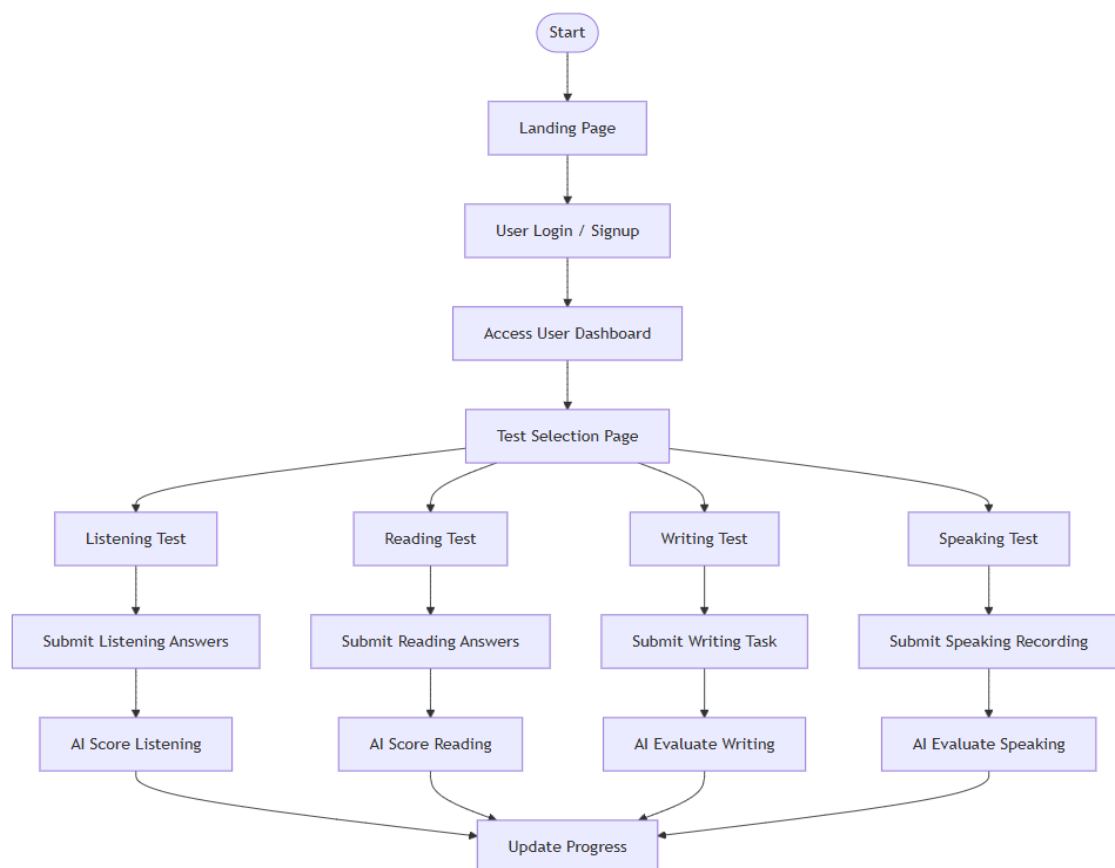 Start
Landing Page
User Login / Signup
Access User Dashboard
Test Selection Page
Listening Test
Reading Test
Writing Test
Speaking Test
Submit Listening Answers
Submit Reading Answers
Submit Writing Task
Submit Speaking Recording
AI Score Listening
AI Score Reading
AI Evaluate Writing
AI Evaluate Speaking
Update Progress